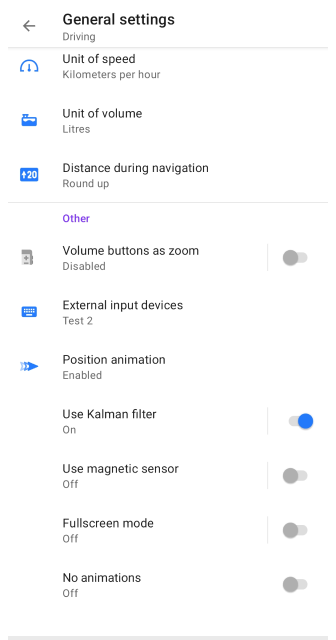 General settings
Driving
Unit of speed
Kilometers per hour
Unit of volume
Litres
20
Distance during navigation
Round up
Other
Volume buttons as zoom
Disabled
External input devices
Test 2
Position animation
Enabled
Use Kalman filter
On
Use magnetic sensor
Off
Fullscreen mode
Off
No animations
Off